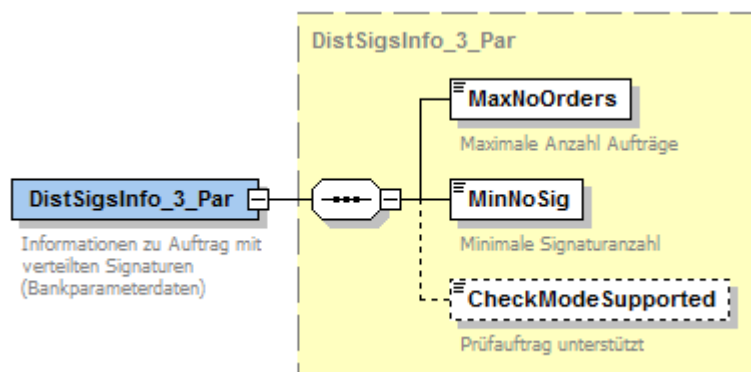 DistSigsInfo_3_Par
MaxNoOrders
Maximale Anzahl Aufträge
DistSigsInfo_3_Par
Informationen zu Auftrag mit
verteilten Signaturen
(Bankparameterdaten)
MinNoSig
Minimale Signaturanzahl
CheckModeSupported
Prüfauftrag unterstützt